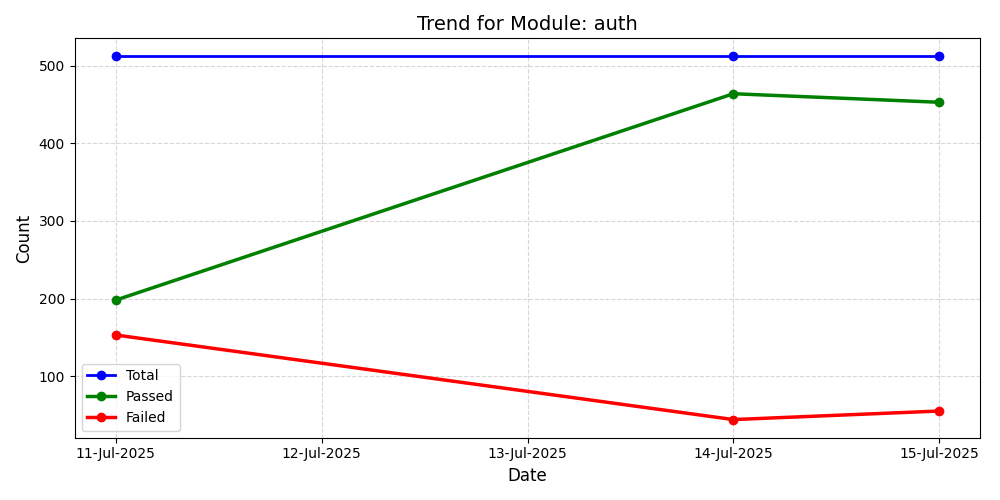 Trend for Module: auth
Count
500
400
300
200
100
Total
Passed
Failed
11-Jul-2025 12-Jul-2025 13-Jul-2025 14-Jul-2025 15-Jul-2025
Date